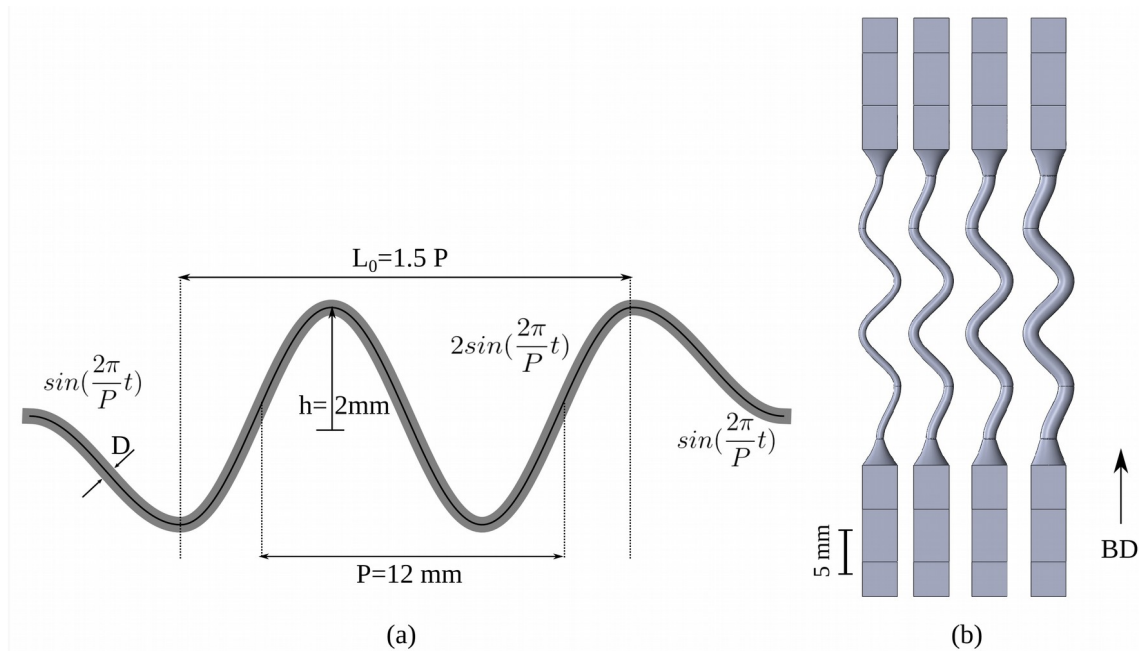 L₀=1.5 P
2sin(2π/P t)
sin(2π/P t)
h= 2mm
D
sin(2π/P t)
P=12 mm
(a)
5 mm
BD
(b)